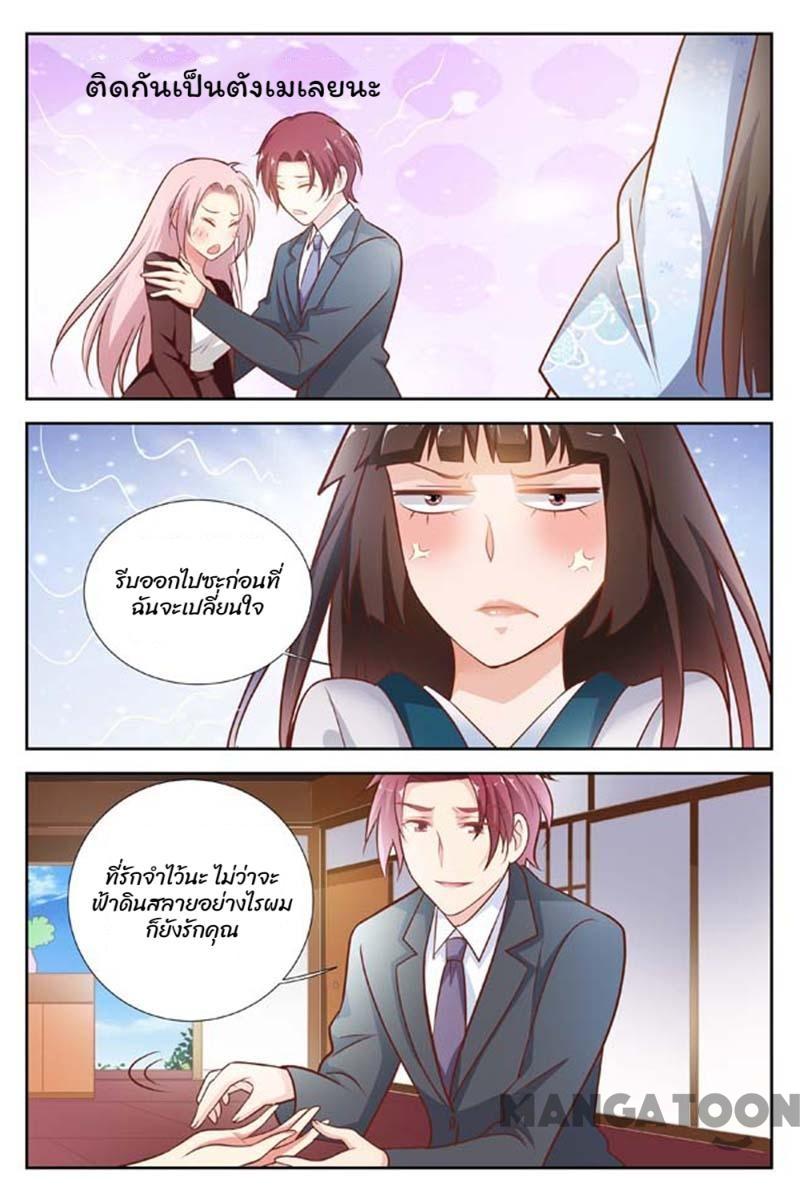 ติดกันเป็นตังเมเลยนะ
รีบออกไปซะก่อนที่
ฉันจะเปลี่ยนใจ
ที่รักจำไว้นะ ไม่ว่าจะ
ฟ้าดินสลายอย่างไรผม
ก็ยังรักคุณ
MANGATOON